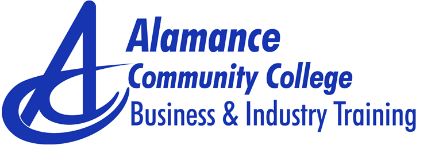 Alamance
Community College
Business & Industry Training